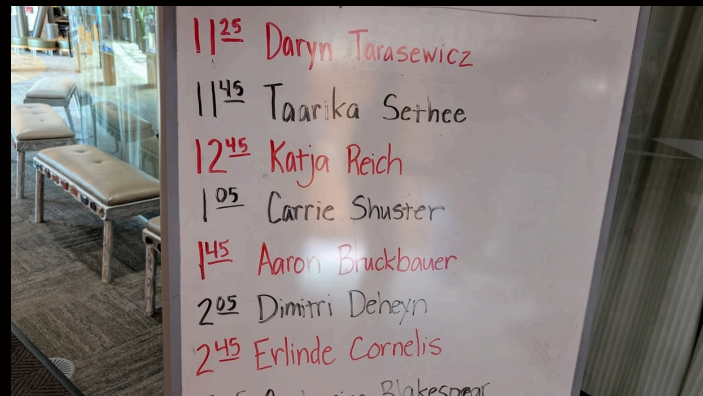 11 25 Daryn Tarasewicz
11 45 Taarika Sethee
12 45 Katja Reich
1 05 Carrie Shuster
1 45 Aaron Bruckbauer
2 05 Dimitri Deheyn
2 45 Erlinde Cornelis
Blakespear